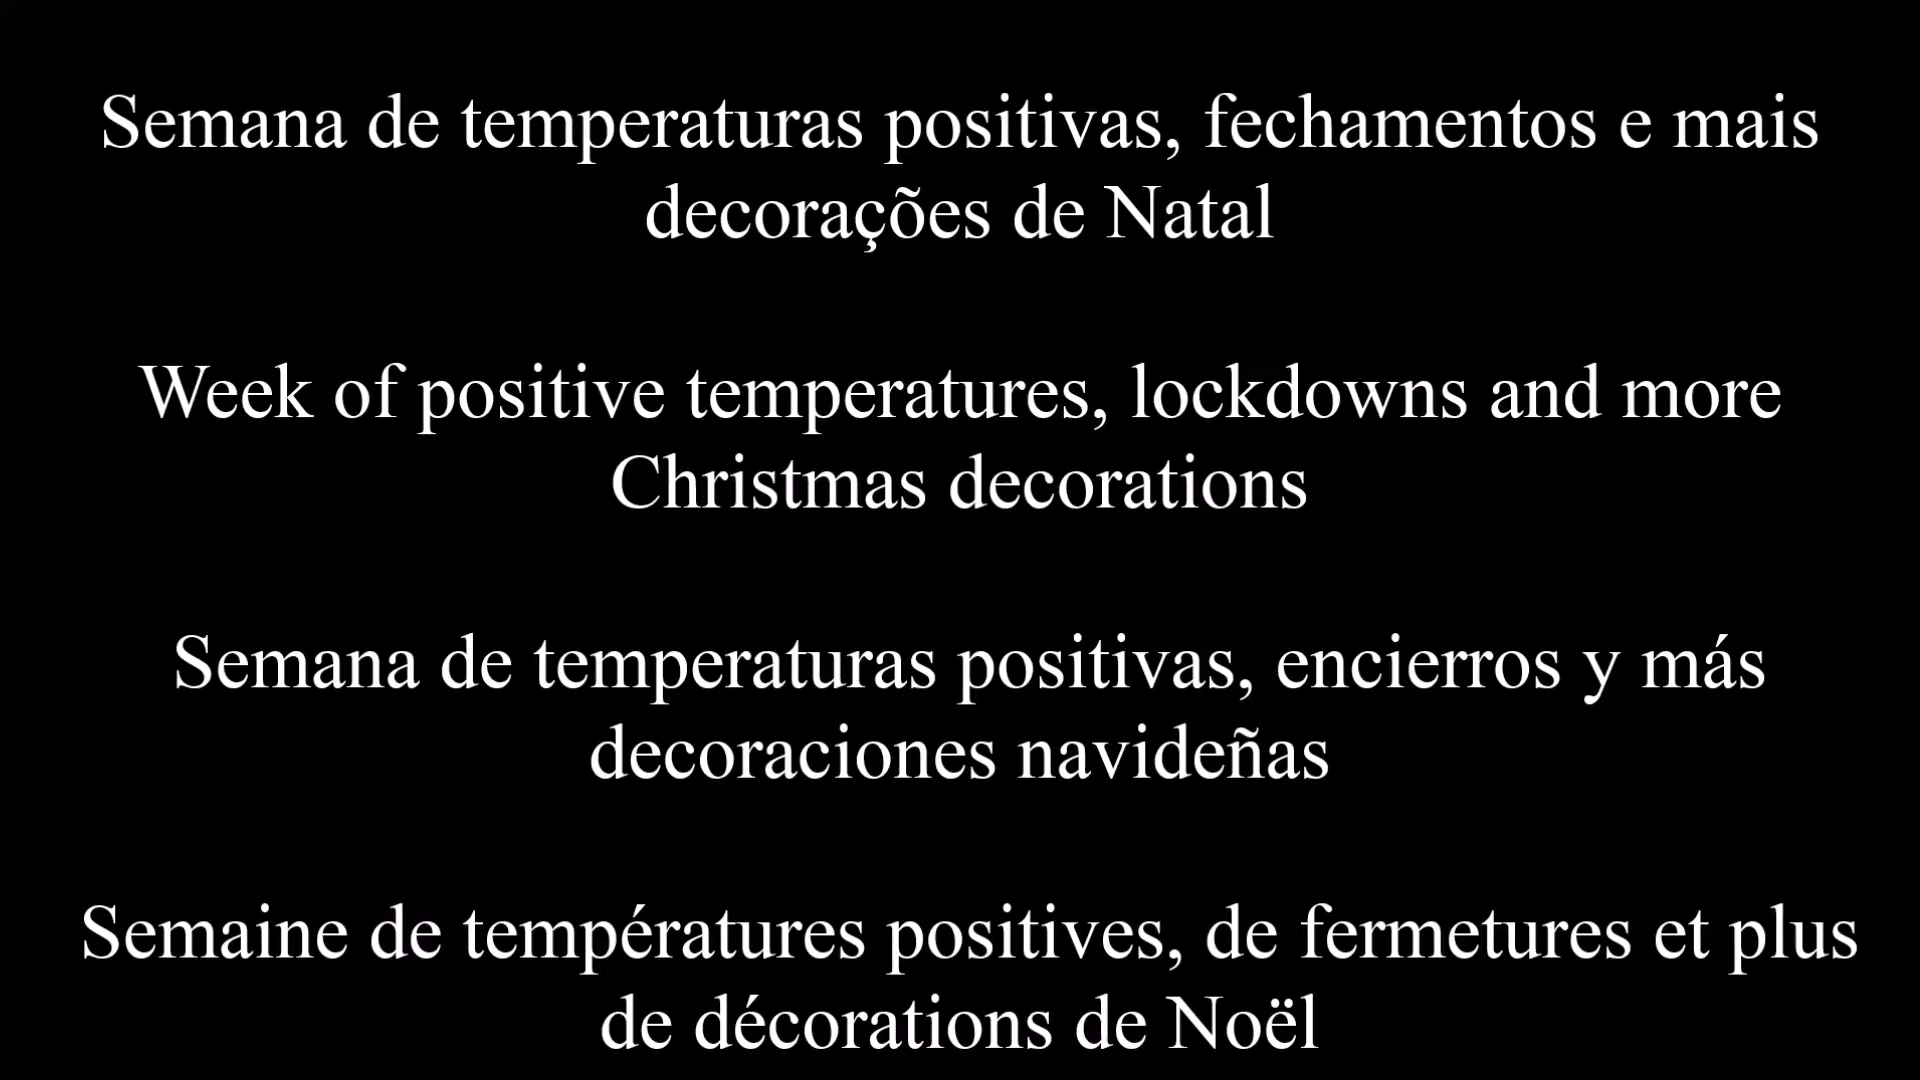 Semana de temperaturas positivas, fechamentos e mais
decorações de Natal
Week of positive temperatures, lockdowns and more
Christmas decorations
Semana de temperaturas positivas, encierros y más
decoraciones navideñas
Semaine de températures positives, de fermetures et plus
de décorations de Noël